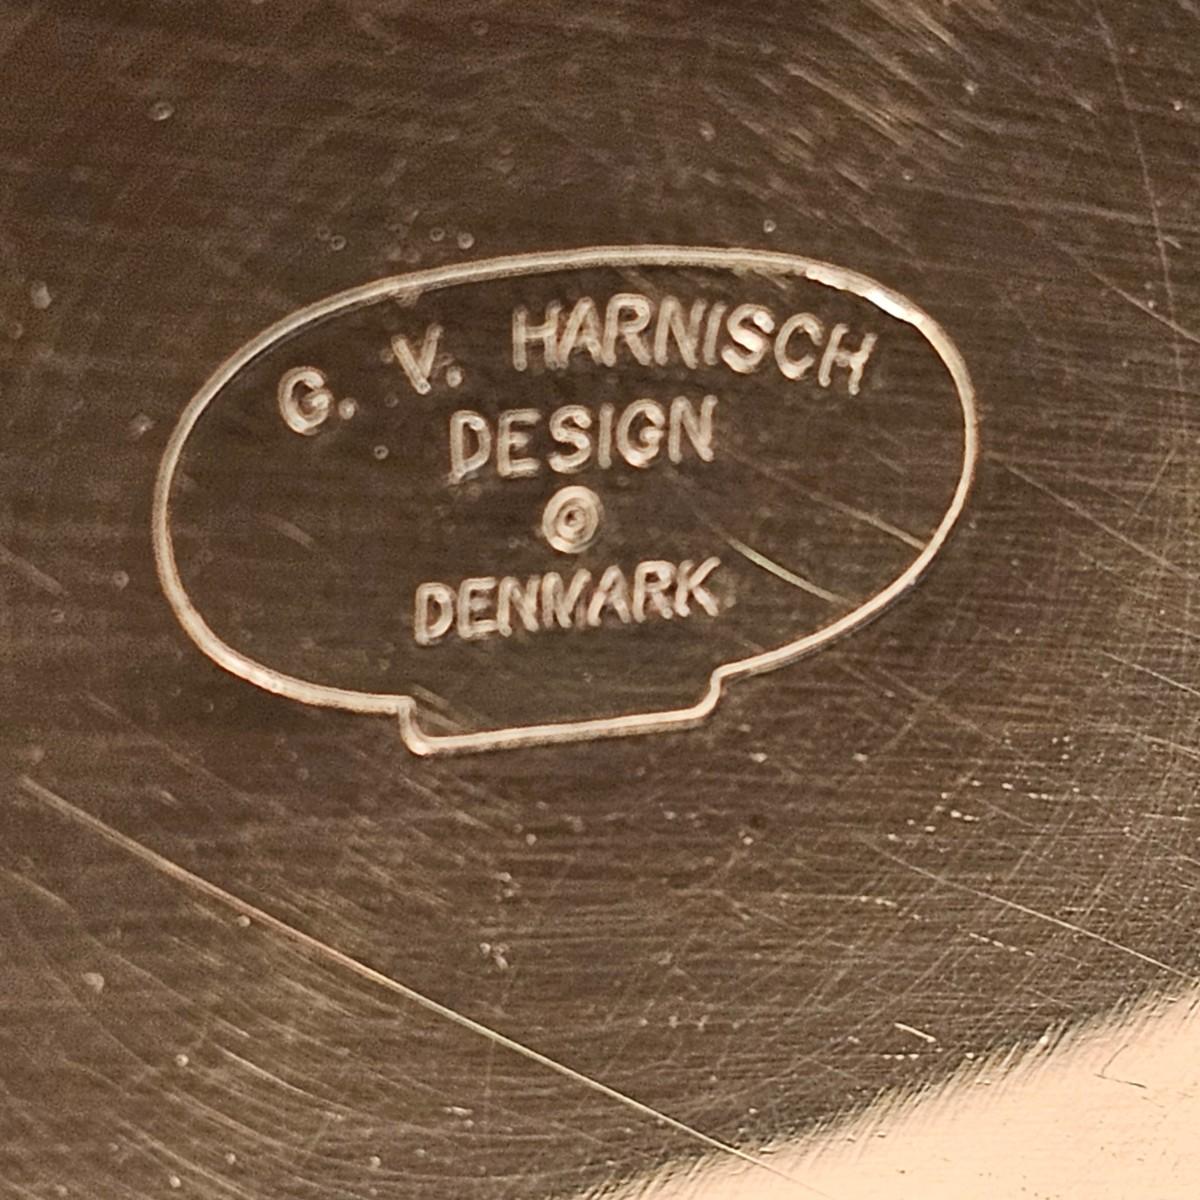 G. V. HARNISCH
DESIGN
©
DENMARK